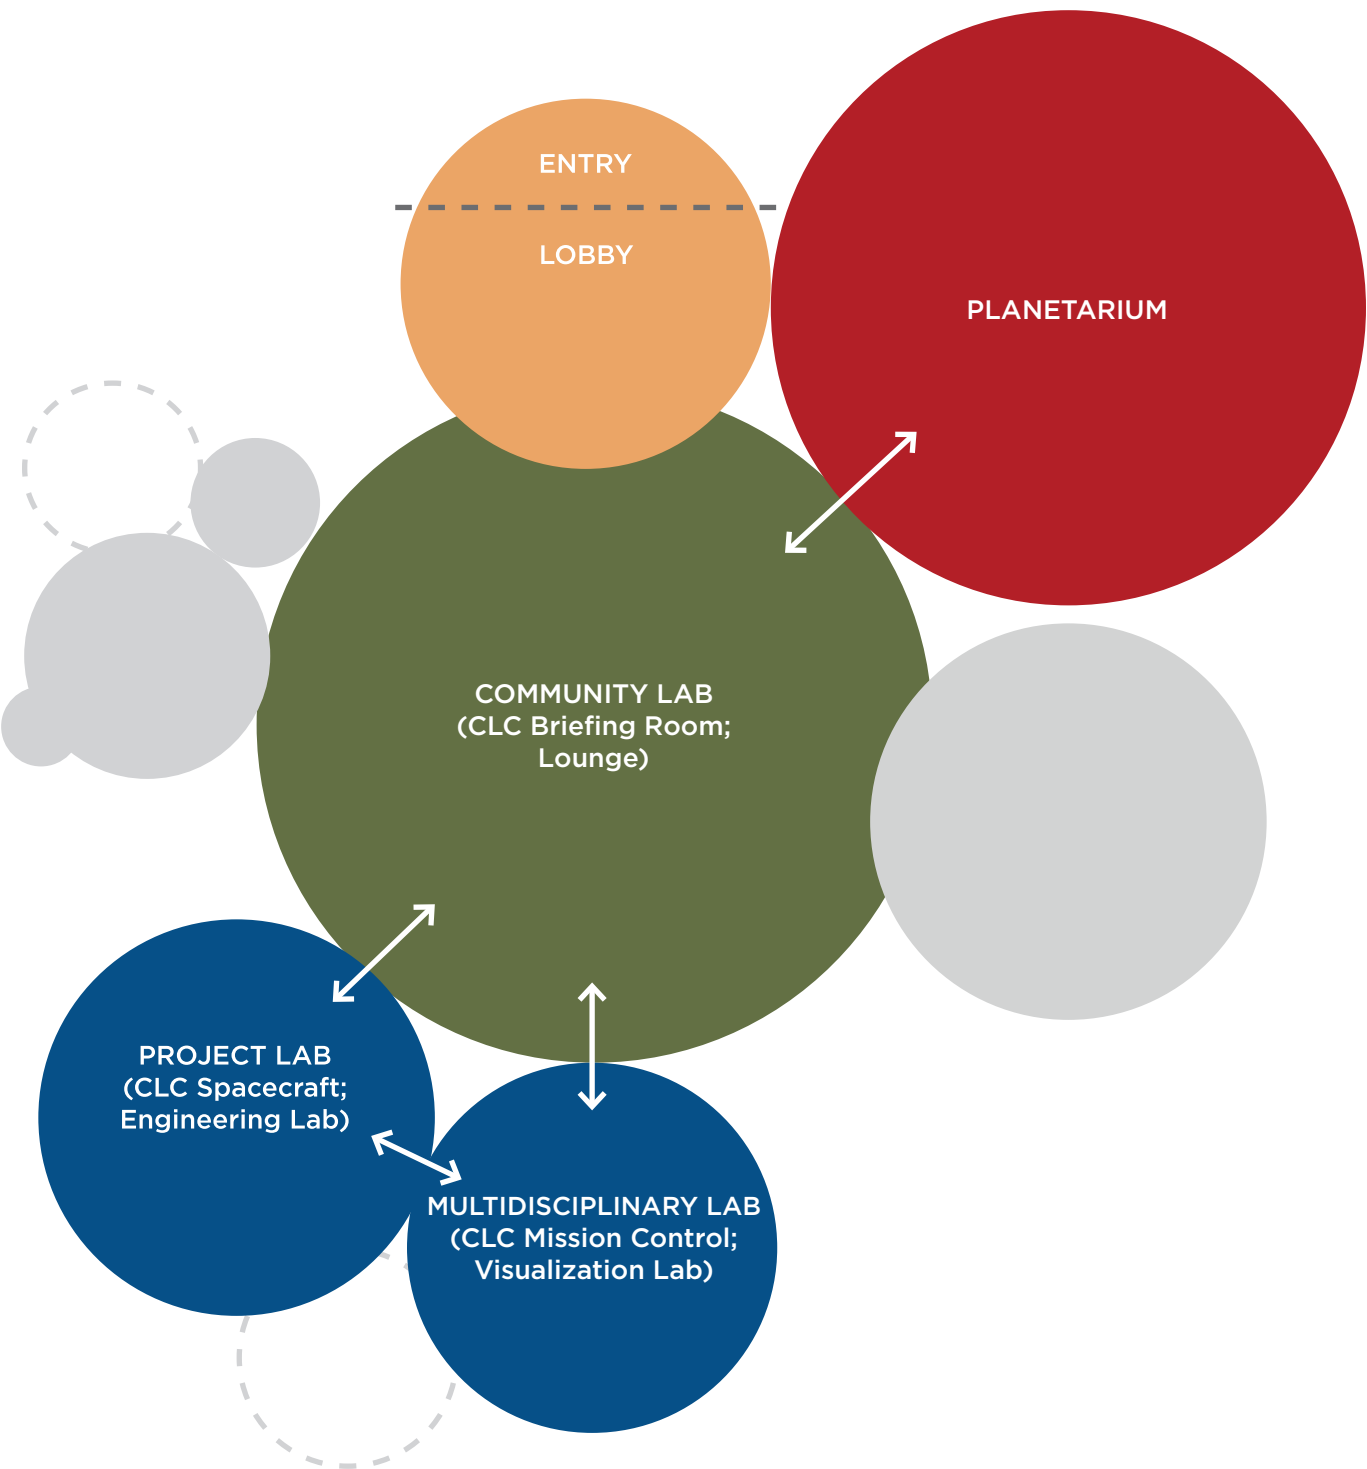 ENTRY
LOBBY
PLANETARIUM
COMMUNITY LAB
(CLC Briefing Room;
Lounge)
PROJECT LAB
(CLC Spacecraft;
Engineering Lab)
MULTIDISCIPLINARY LAB
(CLC Mission Control;
Visualization Lab)